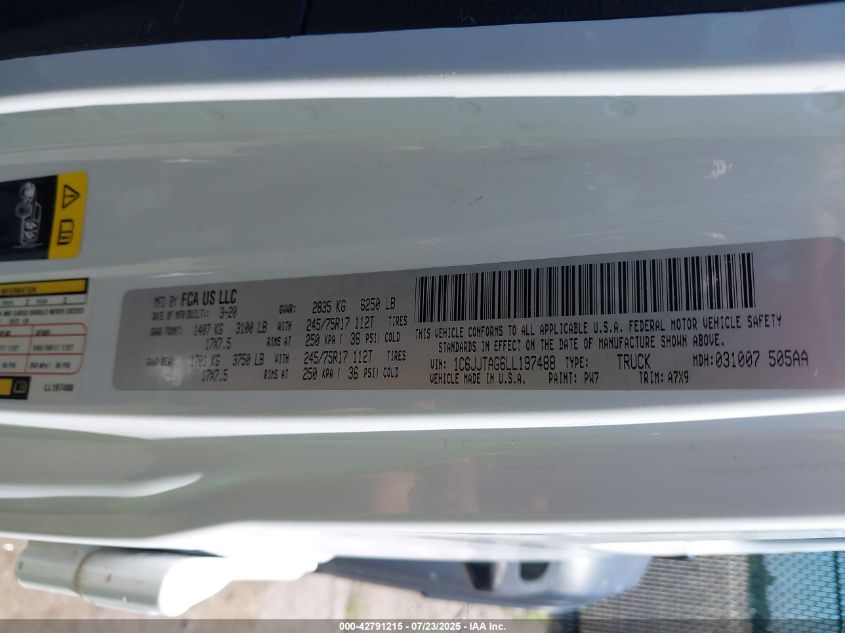 MFD BY FCA US LLC
DATE OF MFR(BUILT): 3-20 GVWR: 2835 KG 6250 LB
GAWR FRONT: 1407 KG 3100 LB WITH 245/75R17 112T TIRES
17X7.5 RIMS AT 250 KPA ( 36 PSI) COLD
GAWR REAR: 1701 KG 3750 LB WITH 245/75R17 112T TIRES
17X7.5 RIMS AT 250 KPA ( 36 PSI) COLD
THIS VEHICLE CONFORMS TO ALL APPLICABLE U.S.A. FEDERAL MOTOR VEHICLE SAFETY
STANDARDS IN EFFECT ON THE DATE OF MANUFACTURE SHOWN ABOVE.
VIN: 1C6JJTAG6LL197488 TYPE: TRUCK MDH: 031007 505AA
VEHICLE MADE IN U.S.A. PAINT: PW7 TRIM: A7X9
INFORMATION
2 3
LL197488
000-42791215 - 07/23/2025 - IAA Inc.